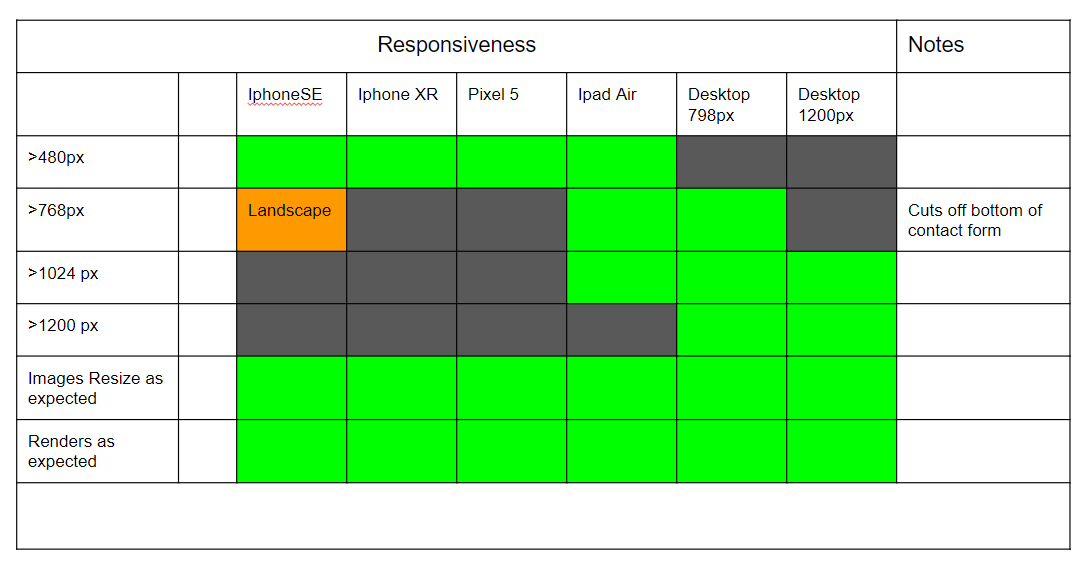 Responsiveness Notes
IphoneSE Iphone XR Pixel 5 Ipad Air Desktop Desktop
798px 1200px
>480px
>768px Landscape Cuts off bottom of
contact form
>1024 px
>1200 px
Images Resize as
expected
Renders as
expected